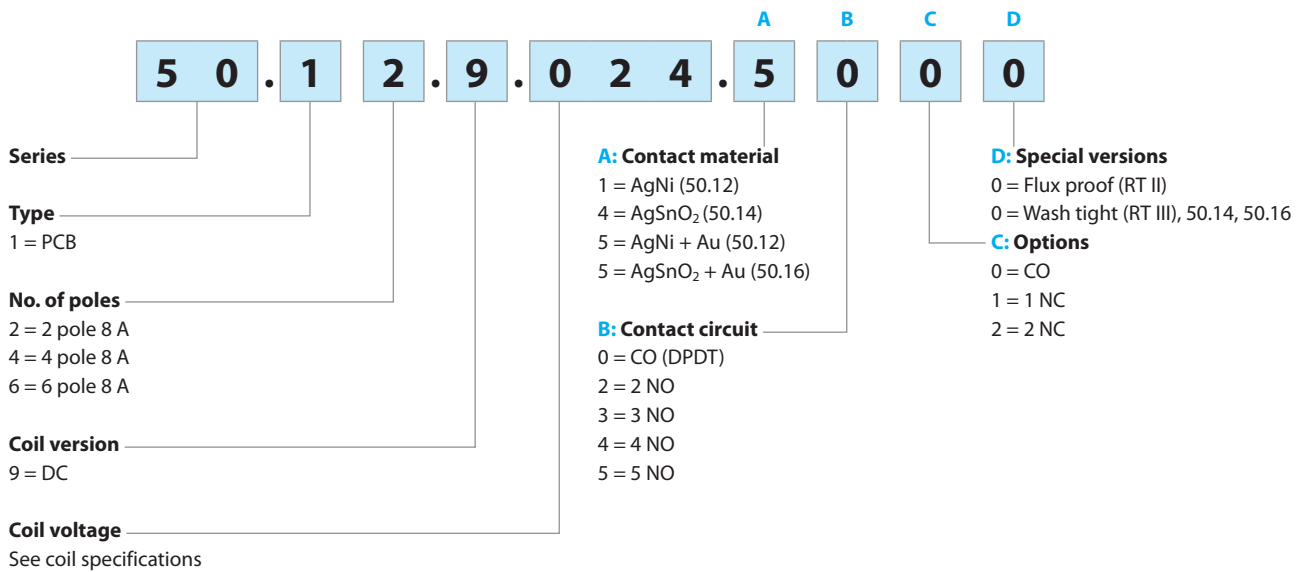 A B C D
5 0 . 1 2 . 9 . 0 2 4 . 5 0 0 0
Series
Type
1 = PCB
No. of poles
2 = 2 pole 8 A
4 = 4 pole 8 A
6 = 6 pole 8 A
Coil version
9 = DC
Coil voltage
See coil specifications
A: Contact material
1 = AgNi (50.12)
4 = AgSnO₂ (50.14)
5 = AgNi + Au (50.12)
5 = AgSnO₂ + Au (50.16)
B: Contact circuit
0 = CO (DPDT)
2 = 2 NO
3 = 3 NO
4 = 4 NO
5 = 5 NO
D: Special versions
0 = Flux proof (RT II)
0 = Wash tight (RT III), 50.14, 50.16
C: Options
0 = CO
1 = 1 NC
2 = 2 NC